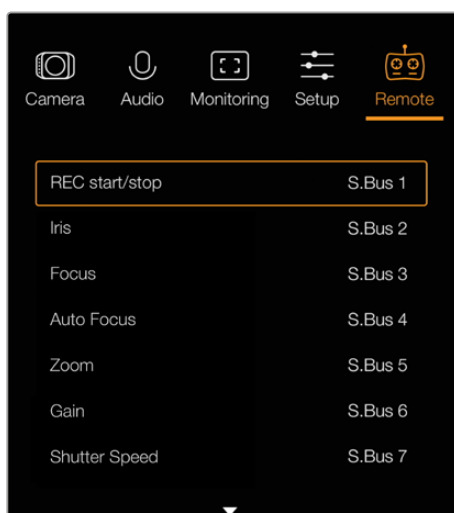 Camera Audio Monitoring Setup Remote
REC start/stop S.Bus 1
Iris S.Bus 2
Focus S.Bus 3
Auto Focus S.Bus 4
Zoom S.Bus 5
Gain S.Bus 6
Shutter Speed S.Bus 7